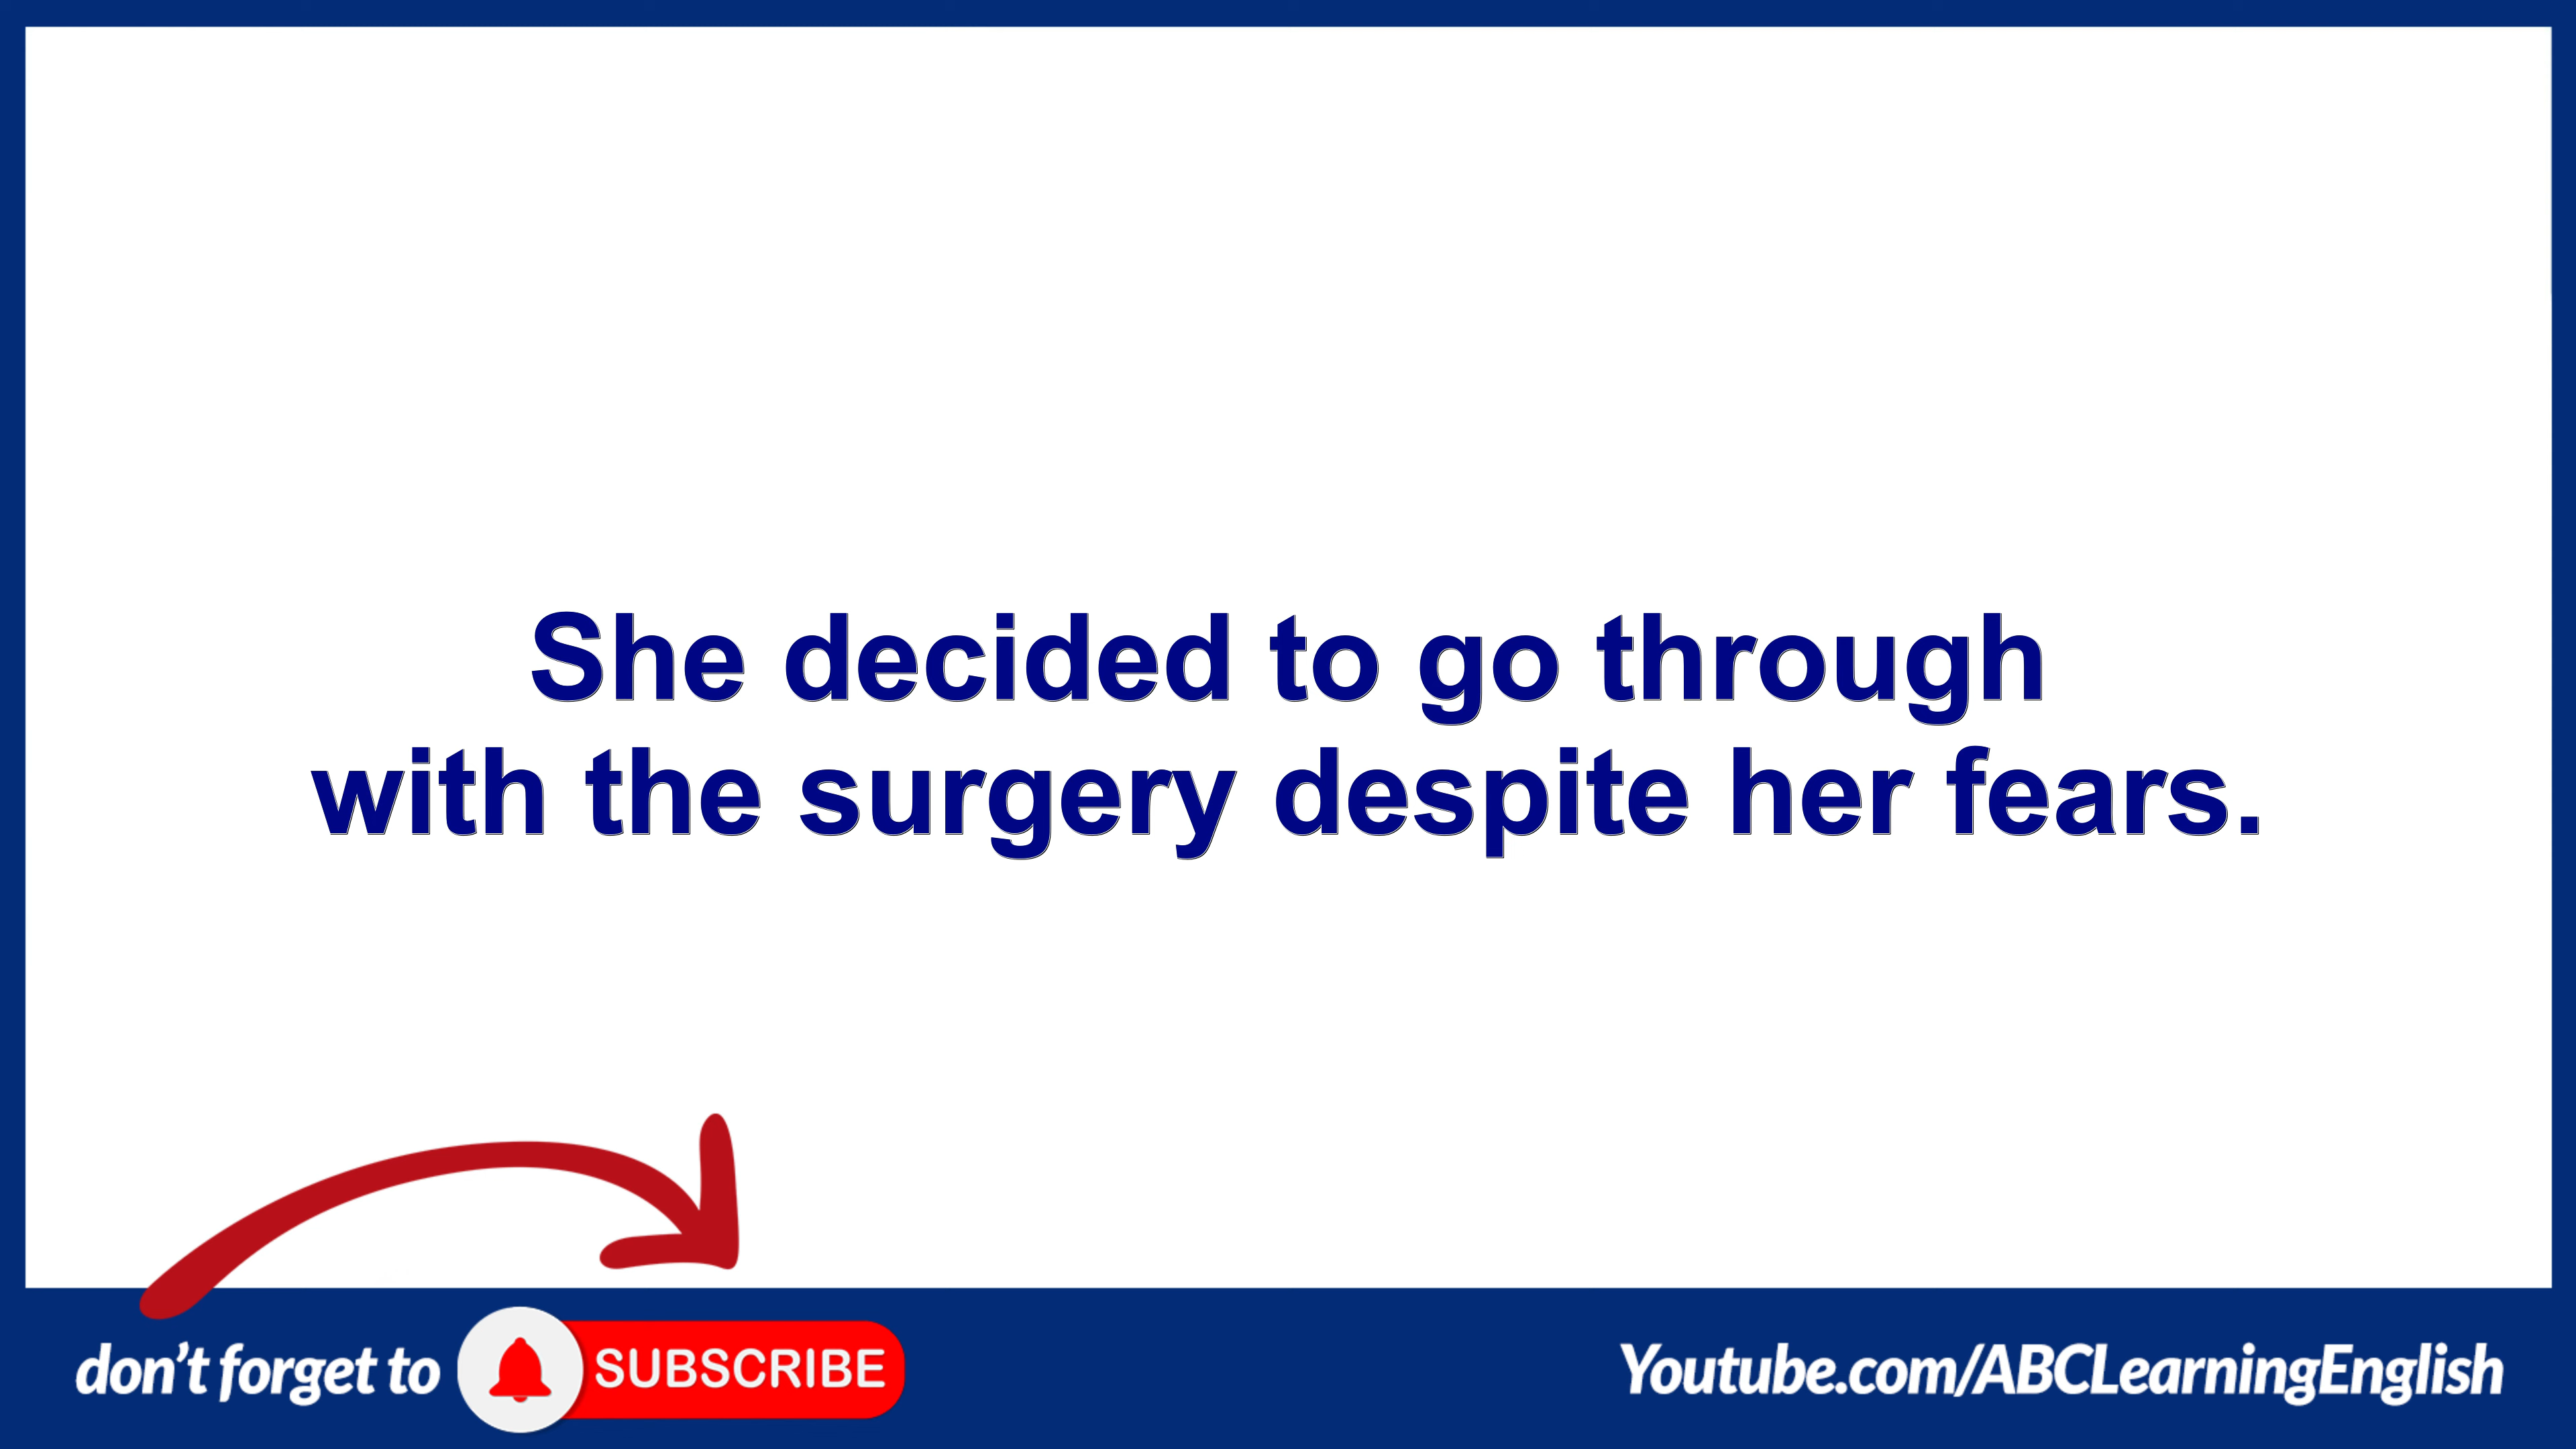 She decided to go through
with the surgery despite her fears.
don't forget to SUBSCRIBE
Youtube.com/ABCLearningEnglish